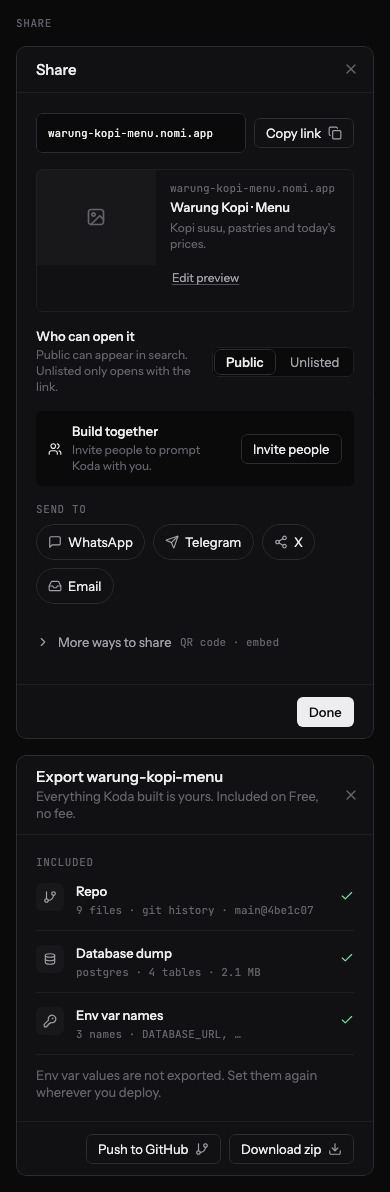 SHARE
Share
warung-kopi-menu.nomi.app
Copy link
warung-kopi-menu.nomi.app
Warung Kopi · Menu
Kopi susu, pastries and today's
prices.
Edit preview
Who can open it
Public can appear in search.
Unlisted only opens with the
link.
Public
Unlisted
Build together
Invite people to prompt
Koda with you.
Invite people
SEND TO
WhatsApp
Telegram
X
Email
More ways to share QR code · embed
Done
Export warung-kopi-menu
Everything Koda built is yours. Included on Free,
no fee.
INCLUDED
Repo
9 files · git history · main@4be1c07
Database dump
postgres · 4 tables · 2.1 MB
Env var names
3 names · DATABASE_URL, …
Env var values are not exported. Set them again
wherever you deploy.
Push to GitHub
Download zip